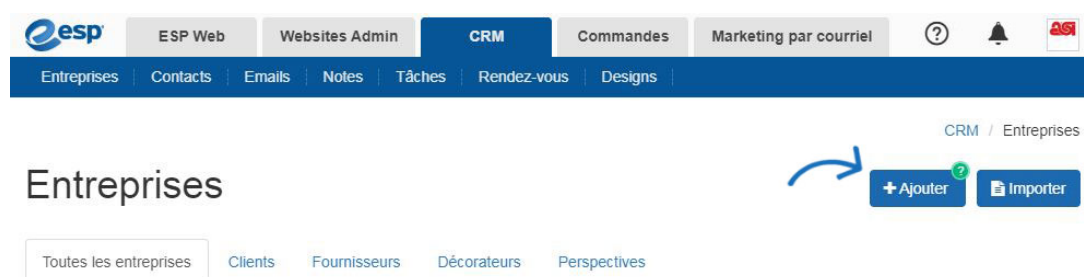 esp ESP Web Websites Admin CRM Commandes Marketing par courriel ? asi
Entreprises Contacts Emails Notes Tâches Rendez-vous Designs
CRM / Entreprises
Entreprises
+ Ajouter ? Importer
Toutes les entreprises Clients Fournisseurs Décorateurs Perspectives